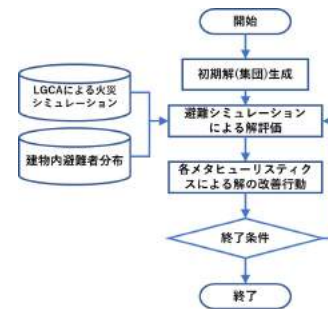 開始
初期解(集団)生成
LGCAによる火災
シミュレーション
避難シミュレーション
による解評価
建物内避難者分布
各メタヒューリスティク
スによる解の改善行動
終了条件
終了